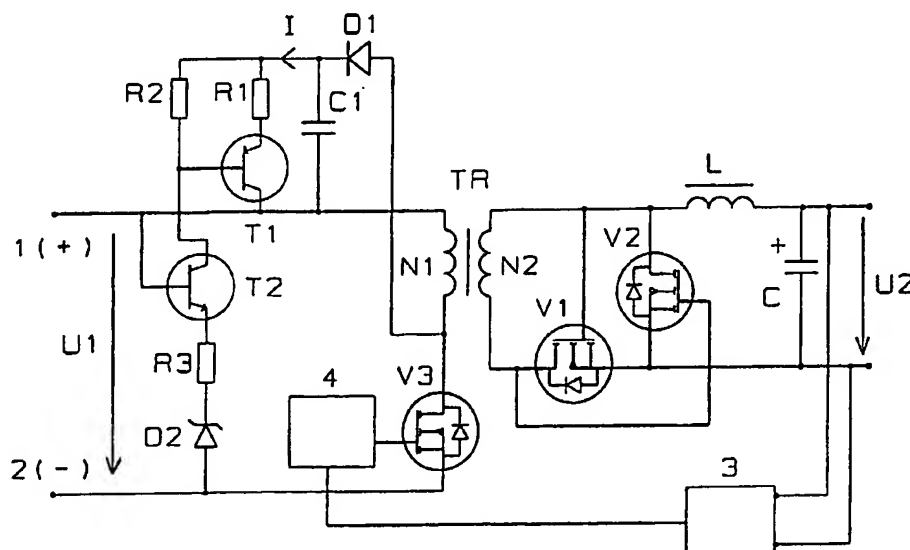 I
D1
R2
R1
C1
TR
L
1 (+)
T1
V2
+
N1
N2
C
U2
T2
V1
U1
R3
4
V3
D2
2 (-)
3